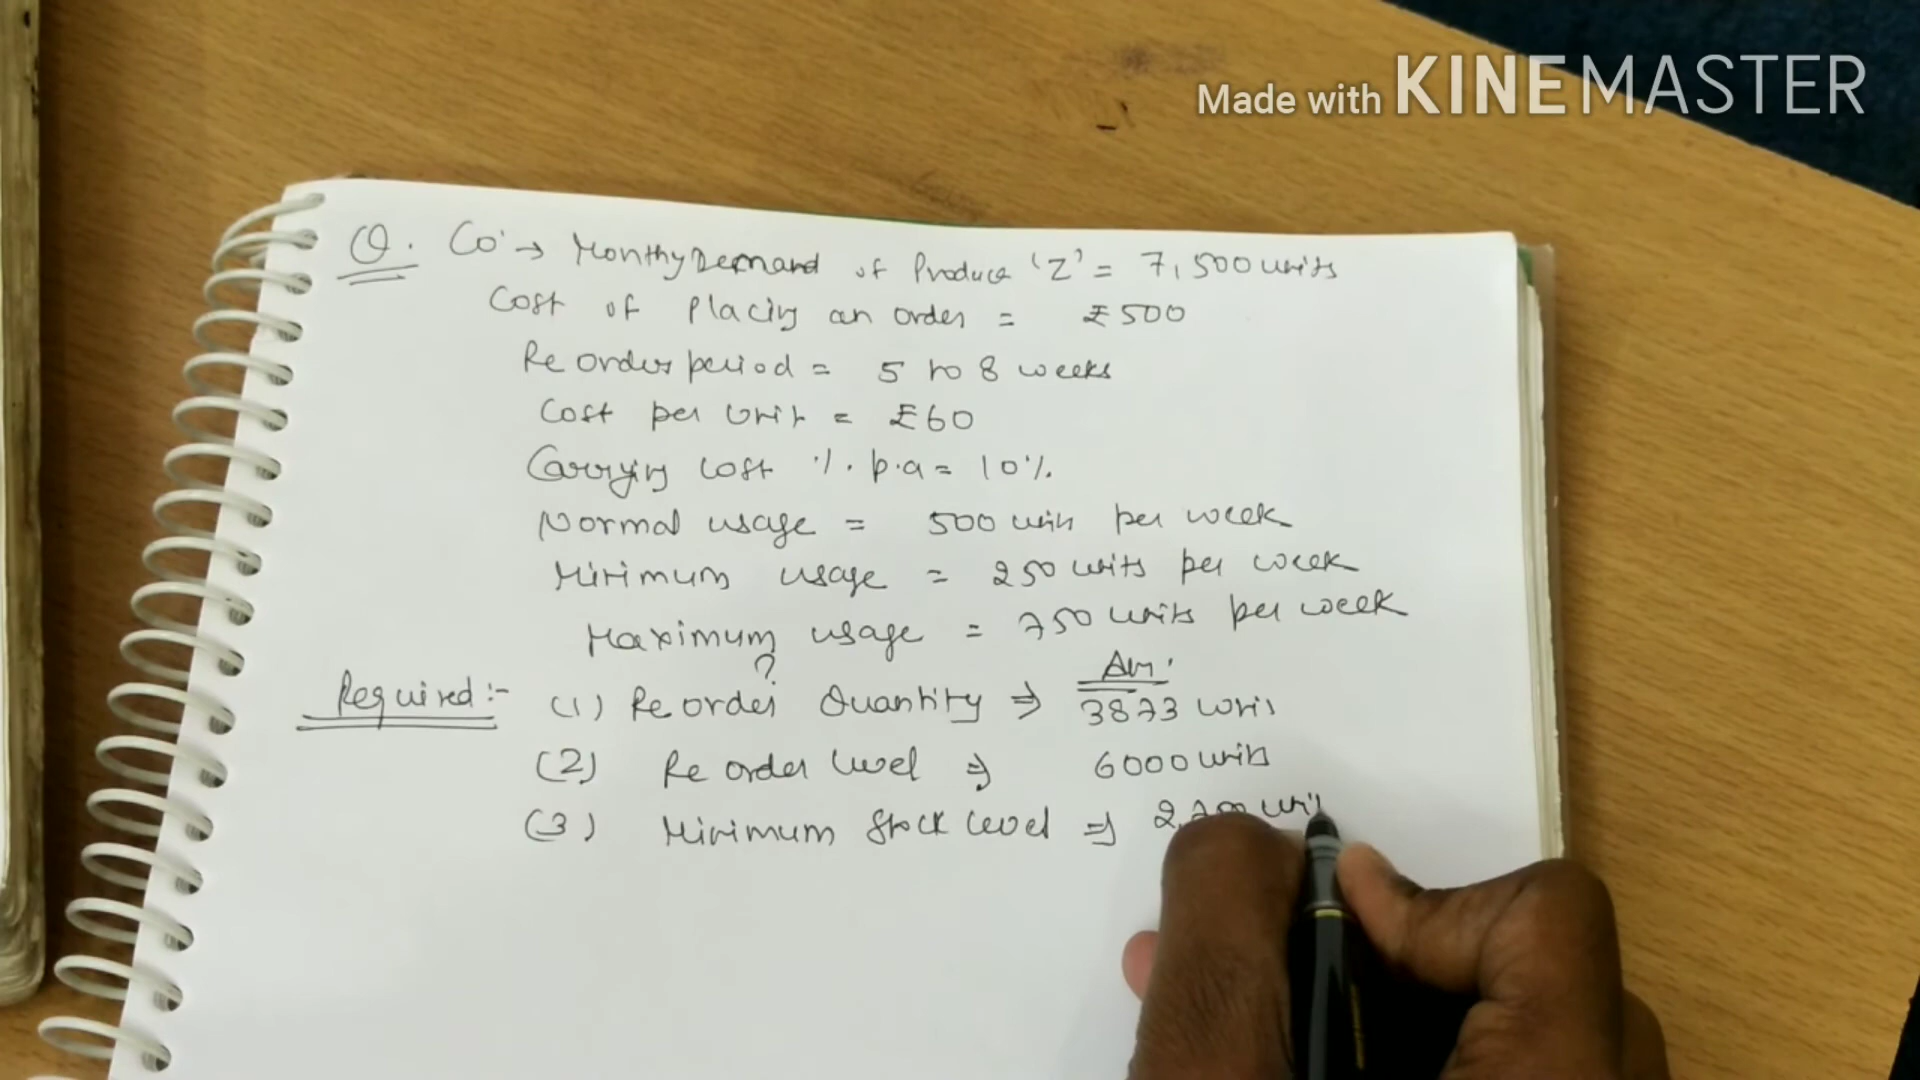 Made with KINEMASTER
Q. Co. → Monthy Demand of Produce 'Z' = 7,500 units
Cost of Placing an order = ₹500
Re order period = 5 to 8 weeks
Cost per Unit = ₹60
Carrying cost %. p.a = 10%
Normal usage = 500 units per week
Minimum usage = 250 units per week
Maximum usage = 750 units per week
?
Ans.
Required :- (1) Re order Quantity ⇒ 3873 units
(2) Re order level ⇒ 6000 units
(3) Minimum Stock level ⇒ uni